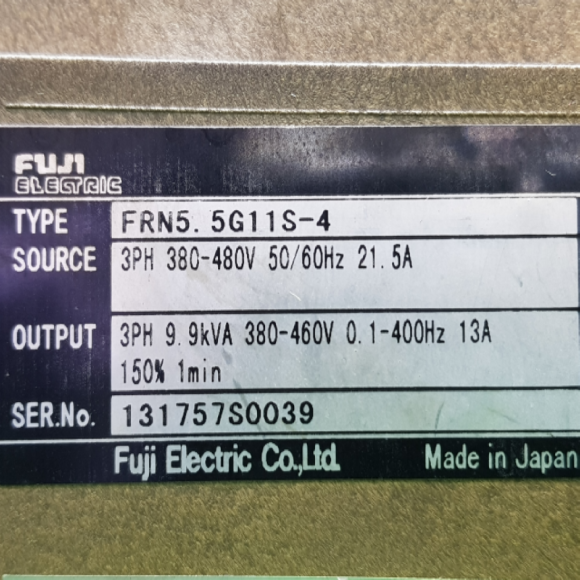 FUJI
ELECTRIC
TYPE FRN5.5G11S-4
SOURCE 3PH 380-480V 50/60Hz 21.5A
OUTPUT 3PH 9.9kVA 380-460V 0.1-400Hz 13A
150% 1min
SER.No. 131757S0039
Fuji Electric Co.,Ltd. Made in Japan